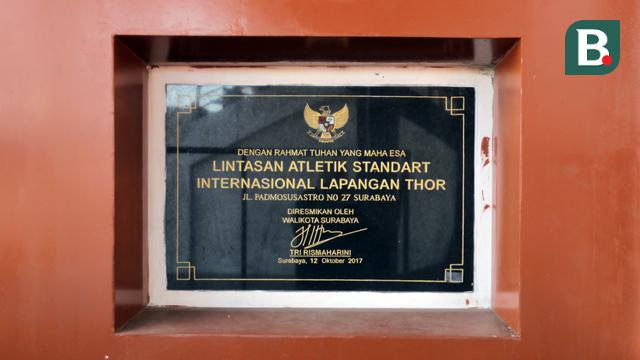 B.
DENGAN RAHMAT TUHAN YANG MAHA ESA
LINTASAN ATLETIK STANDART
INTERNASIONAL LAPANGAN THOR
JL. PADMOSUSASTRO NO 27 SURABAYA
DIRESMIKAN OLEH
WALIKOTA SURABAYA
TRI RISMAHARINI
Surabaya, 12 Oktober 2017